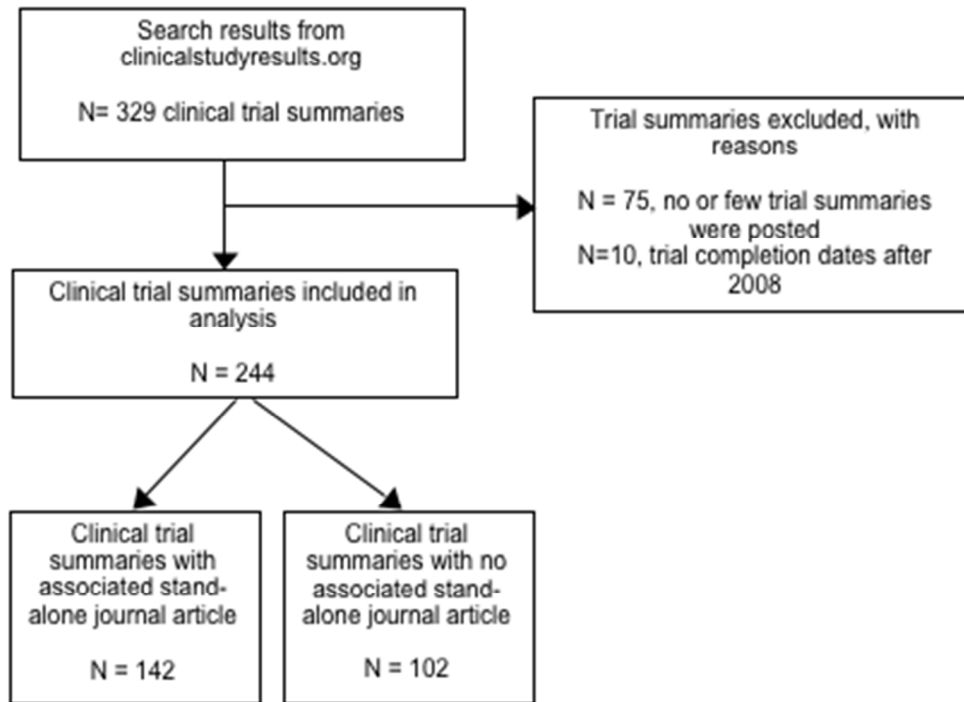 Search results from
clinicalstudyresults.org
N= 329 clinical trial summaries
Trial summaries excluded, with
reasons
N = 75, no or few trial summaries
were posted
N=10, trial completion dates after
2008
Clinical trial summaries included in
analysis
N = 244
Clinical trial
summaries with
associated stand-
alone journal article
N = 142
Clinical trial
summaries with no
associated stand-
alone journal article
N = 102